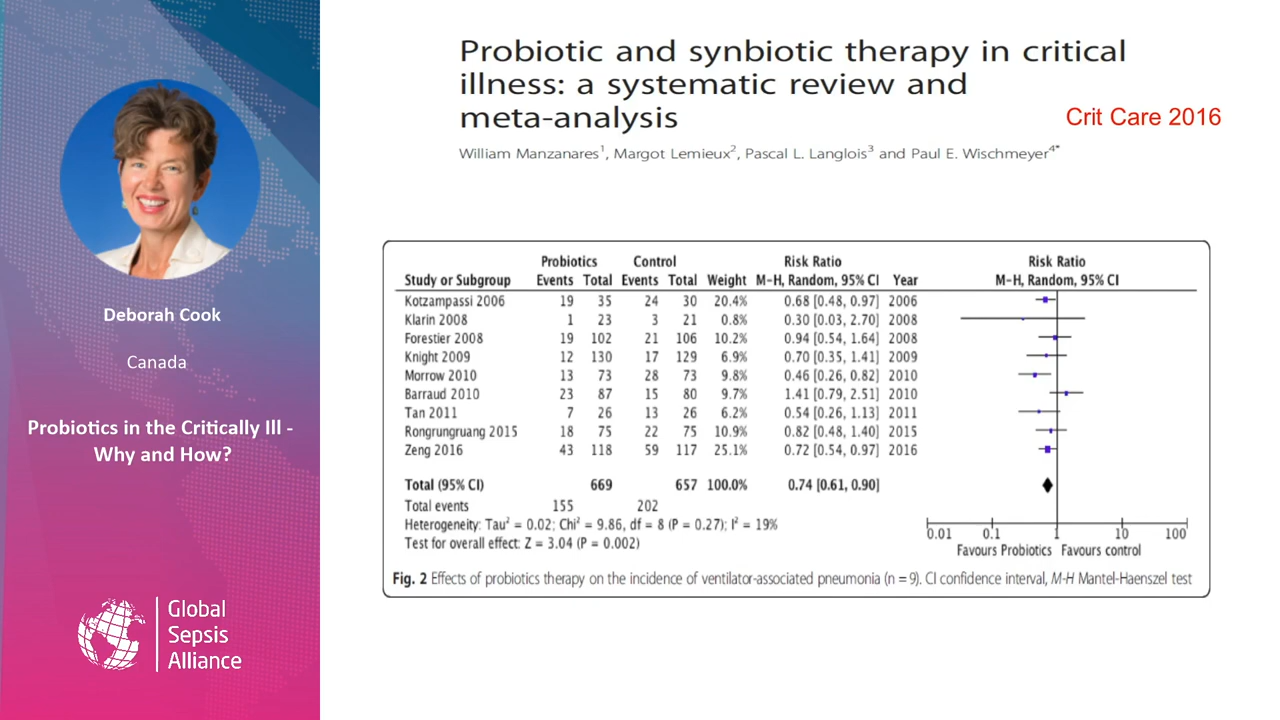 Deborah Cook
Canada
Probiotics in the Critically Ill -
Why and How?
Global
Sepsis
Alliance
Probiotic and synbiotic therapy in critical
illness: a systematic review and
meta-analysis
Crit Care 2016
William Manzanares¹, Margot Lemieux², Pascal L. Langlois³ and Paul E. Wischmeyer⁴*
Probiotics Control Risk Ratio Risk Ratio
Study or Subgroup Events Total Events Total Weight M-H, Random, 95% CI Year M-H, Random, 95% CI
Kotzampassi 2006 19 35 24 30 20.4% 0.68 [0.48, 0.97] 2006
Klarin 2008 1 23 3 21 0.8% 0.30 [0.03, 2.70] 2008
Forestier 2008 19 102 21 106 10.2% 0.94 [0.54, 1.64] 2008
Knight 2009 12 130 17 129 6.9% 0.70 [0.35, 1.41] 2009
Morrow 2010 13 73 28 73 9.8% 0.46 [0.26, 0.82] 2010
Barraud 2010 23 87 15 80 9.7% 1.41 [0.79, 2.51] 2010
Tan 2011 7 26 13 26 6.2% 0.54 [0.26, 1.13] 2011
Rongrungruang 2015 18 75 22 75 10.9% 0.82 [0.48, 1.40] 2015
Zeng 2016 43 118 59 117 25.1% 0.72 [0.54, 0.97] 2016
Total (95% CI) 669 657 100.0% 0.74 [0.61, 0.90]
Total events 155 202
Heterogeneity: Tau² = 0.02; Chi² = 9.86, df = 8 (P = 0.27); I² = 19%
Test for overall effect: Z = 3.04 (P = 0.002)
0.01 0.1 1 10 100
Favours Probiotics Favours control
Fig. 2 Effects of probiotics therapy on the incidence of ventilator-associated pneumonia (n = 9). CI confidence interval, M-H Mantel-Haenszel test